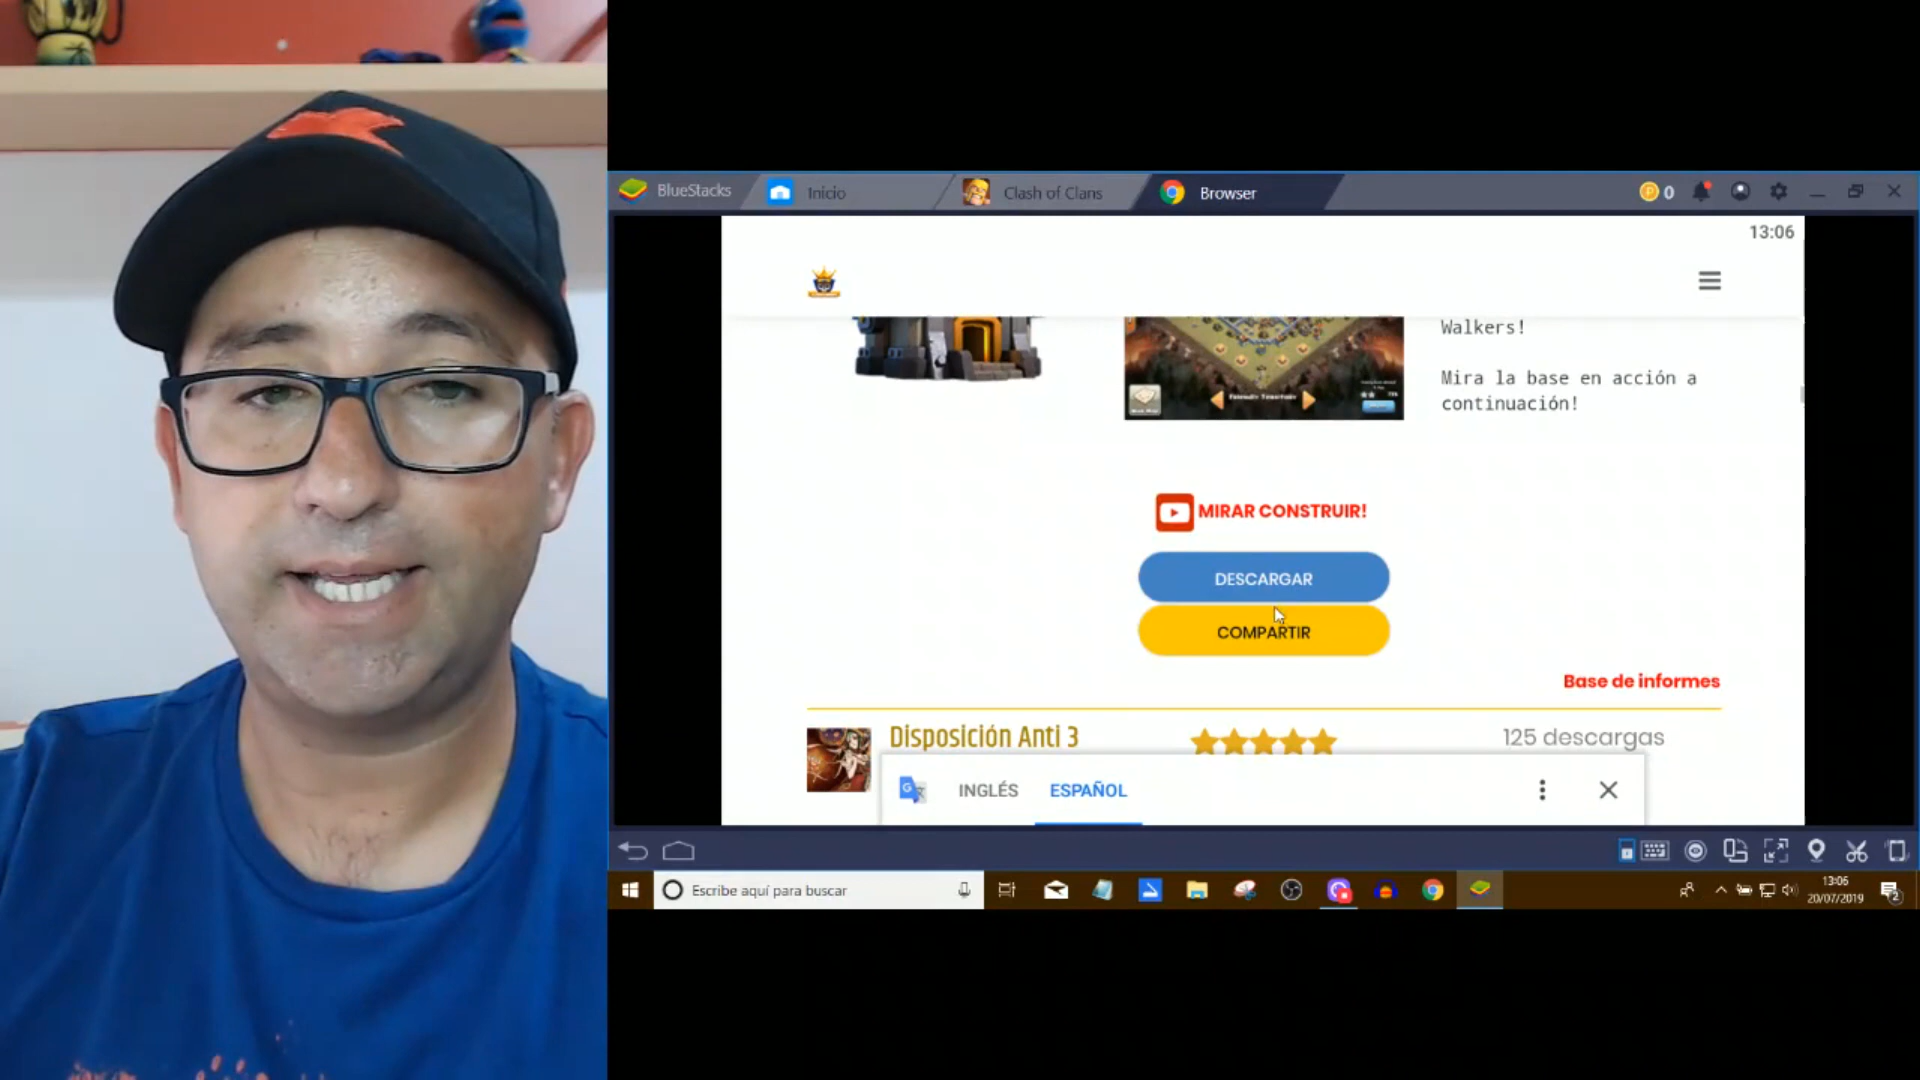 BlueStacks
Inicio
Clash of Clans
Browser
0
13:06
Walkers!
Mira la base en acción a
continuación!
MIRAR CONSTRUIR!
DESCARGAR
COMPARTIR
Base de informes
Disposición Anti 3
125 descargas
INGLÉS
ESPAÑOL
Escribe aquí para buscar
13:06
20/07/2019
2